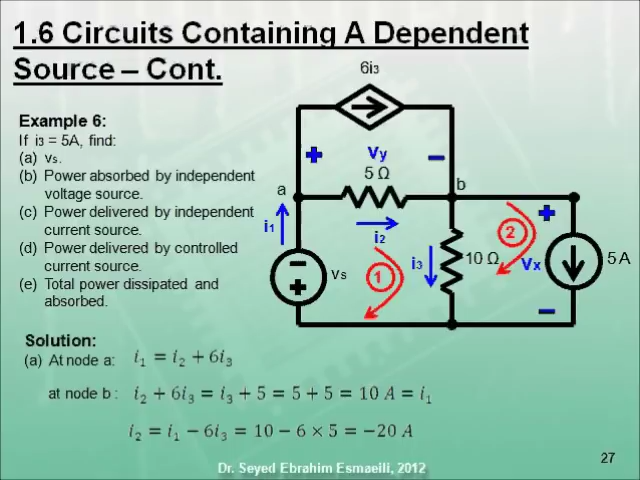 1.6 Circuits Containing A Dependent
Source – Cont.
Example 6:
If i3 = 5A, find:
(a) vs.
(b) Power absorbed by independent
voltage source.
(c) Power delivered by independent
current source.
(d) Power delivered by controlled
current source.
(e) Total power dissipated and
absorbed.
6i3
+ Vy –
5 Ω
a
b
i1
i2
i3
10 Ω
1
2
– +
vs
+ Vx –
5 A
Solution:
(a) At node a: i₁ = i₂ + 6i₃
at node b : i₂ + 6i₃ = i₃ + 5 = 5 + 5 = 10 A = i₁
i₂ = i₁ − 6i₃ = 10 − 6 × 5 = −20 A
27
Dr. Seyed Ebrahim Esmaeili, 2012